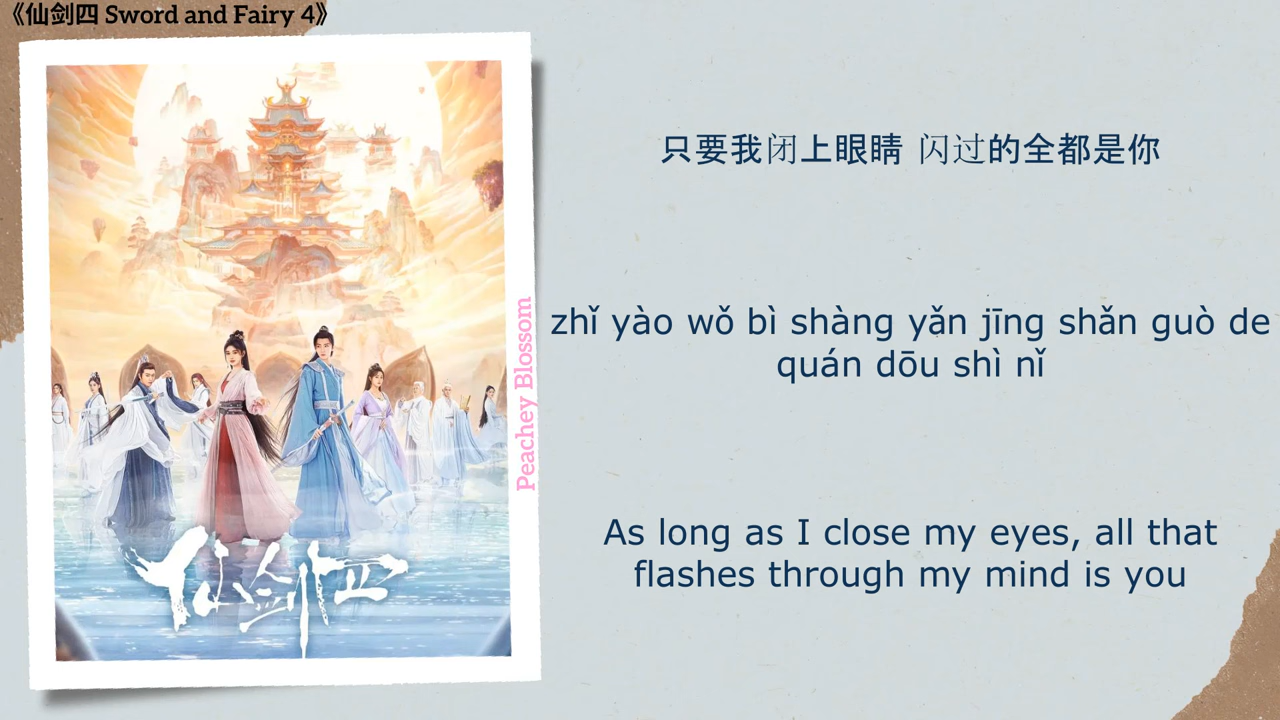 《仙剑四 Sword and Fairy 4》
仙剑四
Peachey Blossom
只要我闭上眼睛 闪过的全都是你
zhǐ yào wǒ bì shàng yǎn jīng shǎn guò de
quán dōu shì nǐ
As long as I close my eyes, all that
flashes through my mind is you